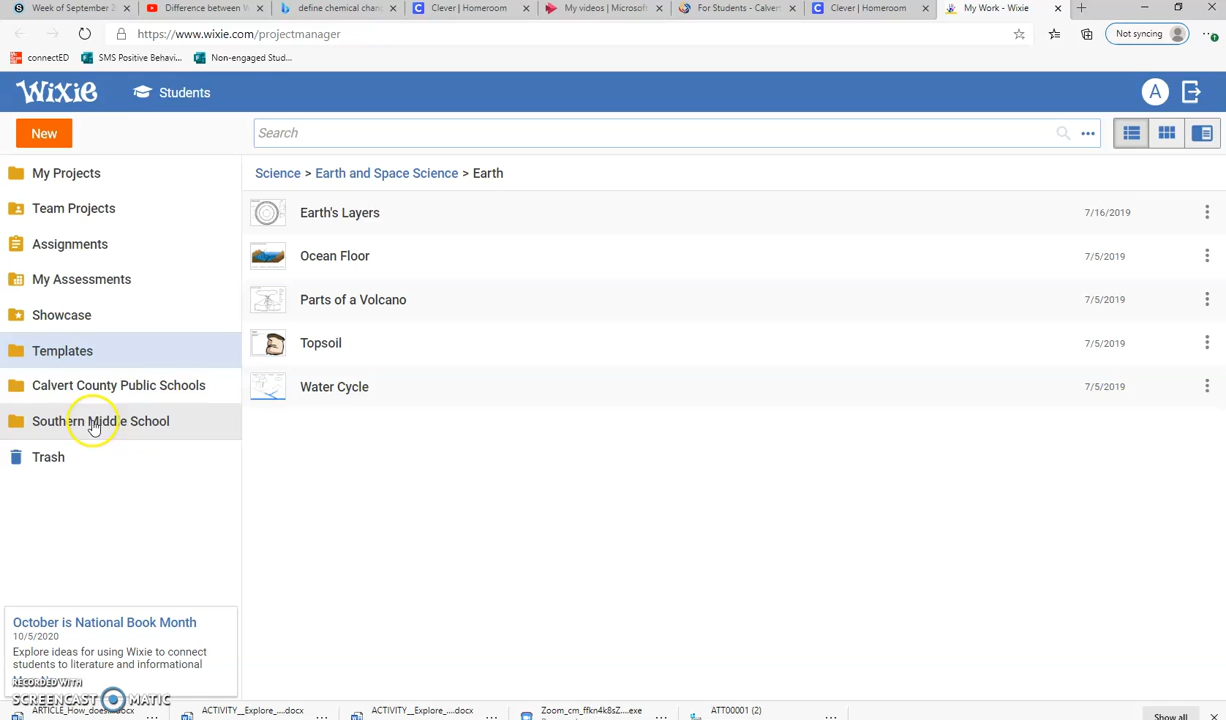 Week of September 2
Difference between W
define chemical chan
Clever | Homeroom
My videos | Microsof
For Students - Calver
Clever | Homeroom
My Work - Wixie
https://www.wixie.com/projectmanager
Not syncing
connectED
SMS Positive Behavi...
Non-engaged Stud...
Wixie
Students
A
New
Search
My Projects
Science > Earth and Space Science > Earth
Team Projects
Earth's Layers
7/16/2019
Assignments
Ocean Floor
7/5/2019
My Assessments
Parts of a Volcano
7/5/2019
Showcase
Topsoil
7/5/2019
Templates
Water Cycle
7/5/2019
Calvert County Public Schools
Southern Middle School
Trash
October is National Book Month
10/5/2020
Explore ideas for using Wixie to connect
students to literature and informational
RECORDED WITH
SCREENCAST MATIC
ARTICLE_How_does....docx
ACTIVITY__Explore_....docx
ACTIVITY__Explore_....docx
Zoom_cm_ffkn4k8sZ....exe
ATT00001 (2)
Show all